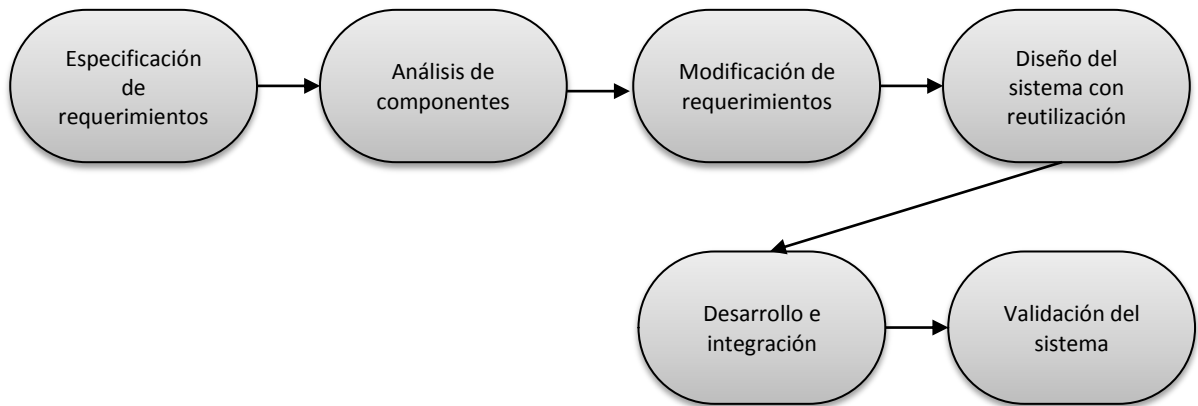 Especificación
de
requerimientos
Análisis de
componentes
Modificación de
requerimientos
Diseño del
sistema con
reutilización
Desarrollo e
integración
Validación del
sistema